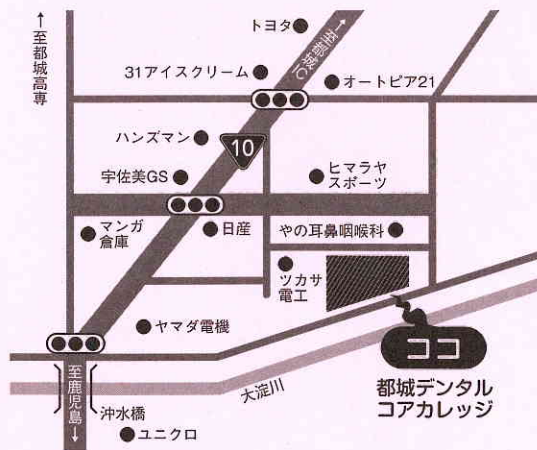 ↑至都城高専
トヨタ
↑至都城IC
31アイスクリーム
オートピア21
ハンズマン
10
宇佐美GS
ヒマラヤ
スポーツ
マンガ
倉庫
日産
やの耳鼻咽喉科
ツカサ
電工
ヤマダ電機
ココ
都城デンタル
コアカレッジ
大淀川
至鹿児島↓
沖水橋
ユニクロ